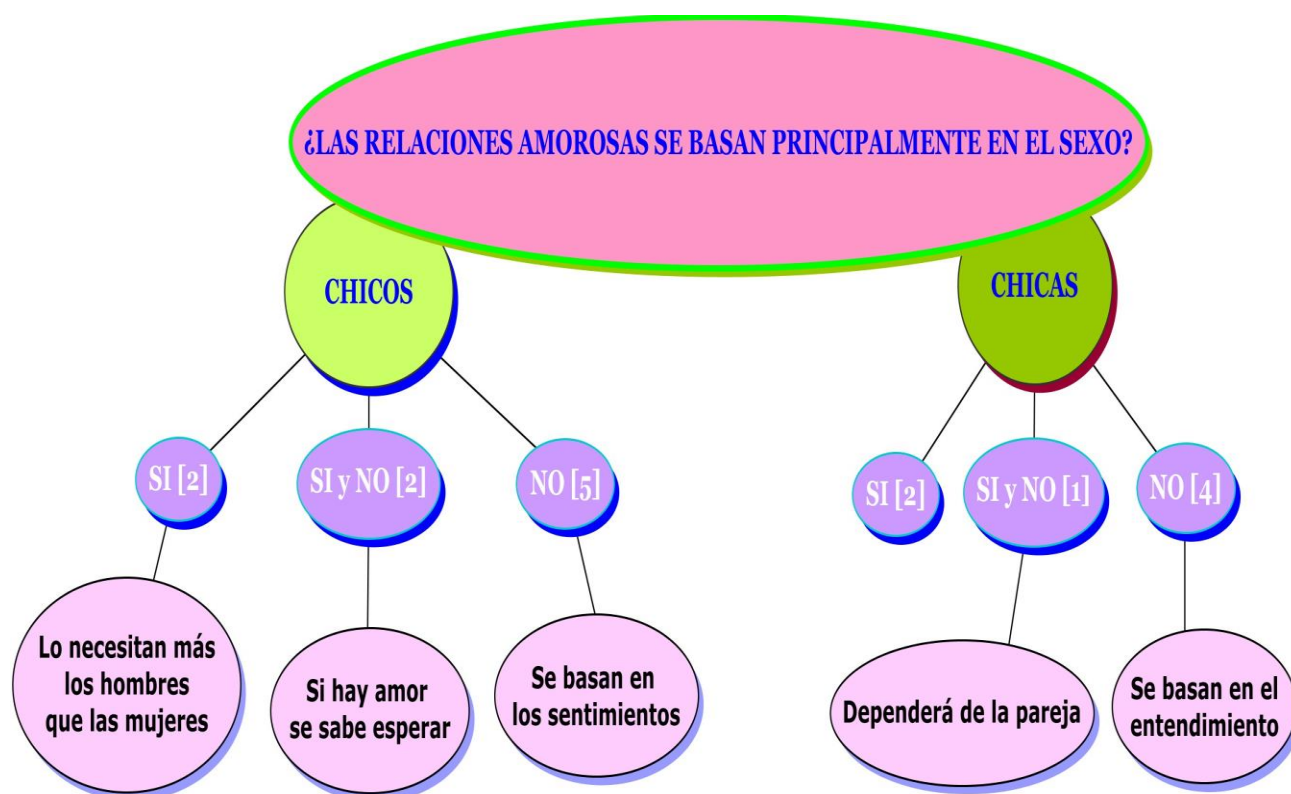 ¿LAS RELACIONES AMOROSAS SE BASAN PRINCIPALMENTE EN EL SEXO?
CHICOS
CHICAS
SI [2]
SI y NO [2]
NO [5]
SI [2]
SI y NO [1]
NO [4]
Lo necesitan más
los hombres
que las mujeres
Si hay amor
se sabe esperar
Se basan en
los sentimientos
Dependerá de la pareja
Se basan en el
entendimiento